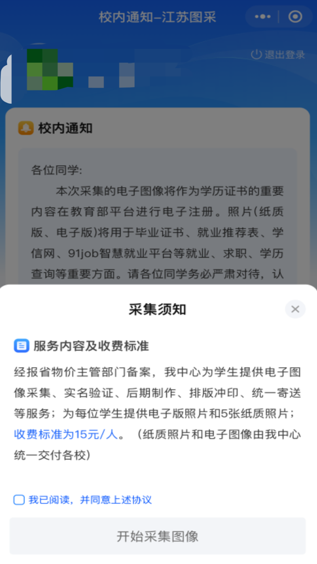 校内通知-江苏图采
退出登录
校内通知
各位同学:
本次采集的电子图像将作为学历证书的重要
内容在教育部平台进行电子注册。照片(纸质
版、电子版)将用于毕业证书、就业推荐表、学
信网、91job智慧就业平台等就业、求职、学历
查询等重要方面。请各位同学务必严肃对待，认
采集须知
服务内容及收费标准
经报省物价主管部门备案，我中心为学生提供电子图
像采集、实名验证、后期制作、排版冲印、统一寄送
等服务；为每位学生提供电子版照片和5张纸质照片；
收费标准为15元/人。（纸质照片和电子图像由我中心
统一交付各校）
我已阅读，并同意上述协议
开始采集图像